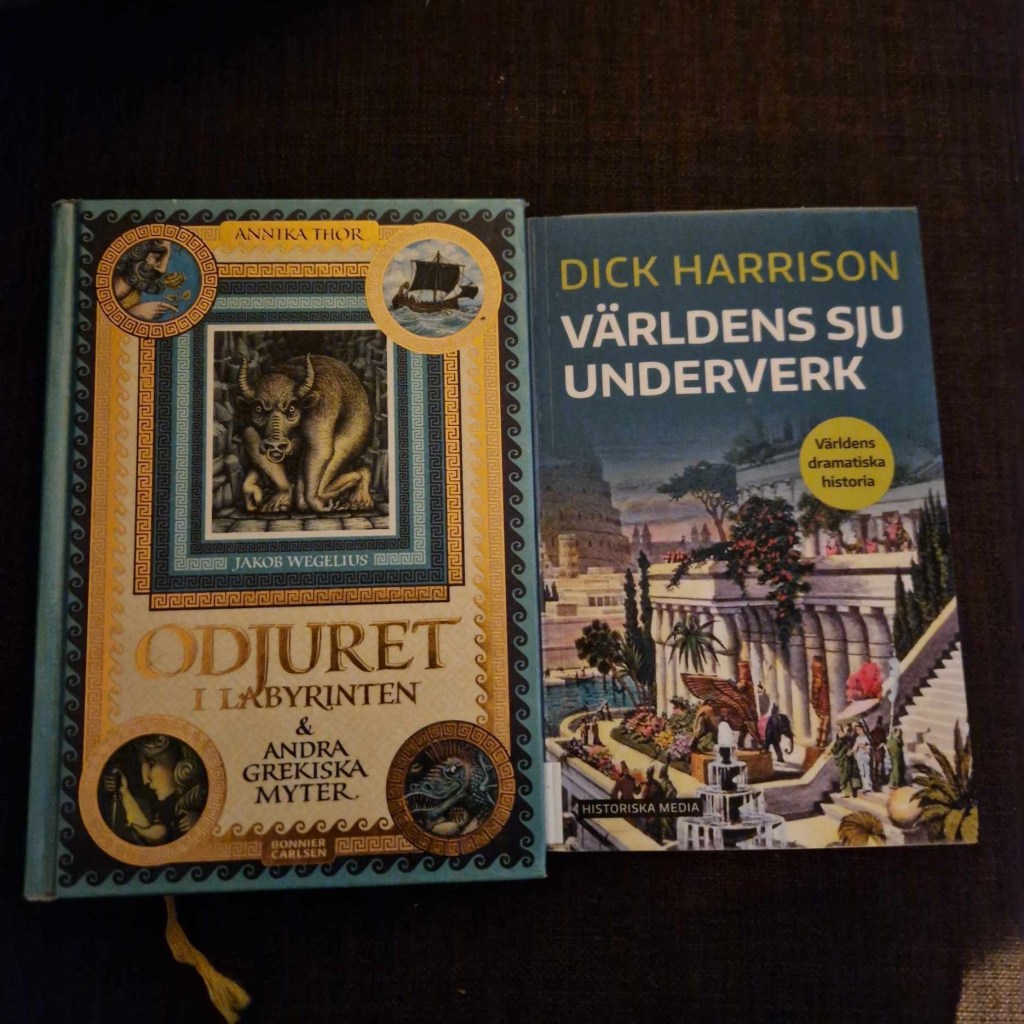 ANNIKA THOR
JAKOB WEGELIUS
ODJURET
I LABYRINTEN
&
ANDRA
GREKISKA
MYTER
BONNIER
CARLSEN
DICK HARRISON
VÄRLDENS SJU
UNDERVERK
Världens
dramatiska
historia
HISTORISKA MEDIA